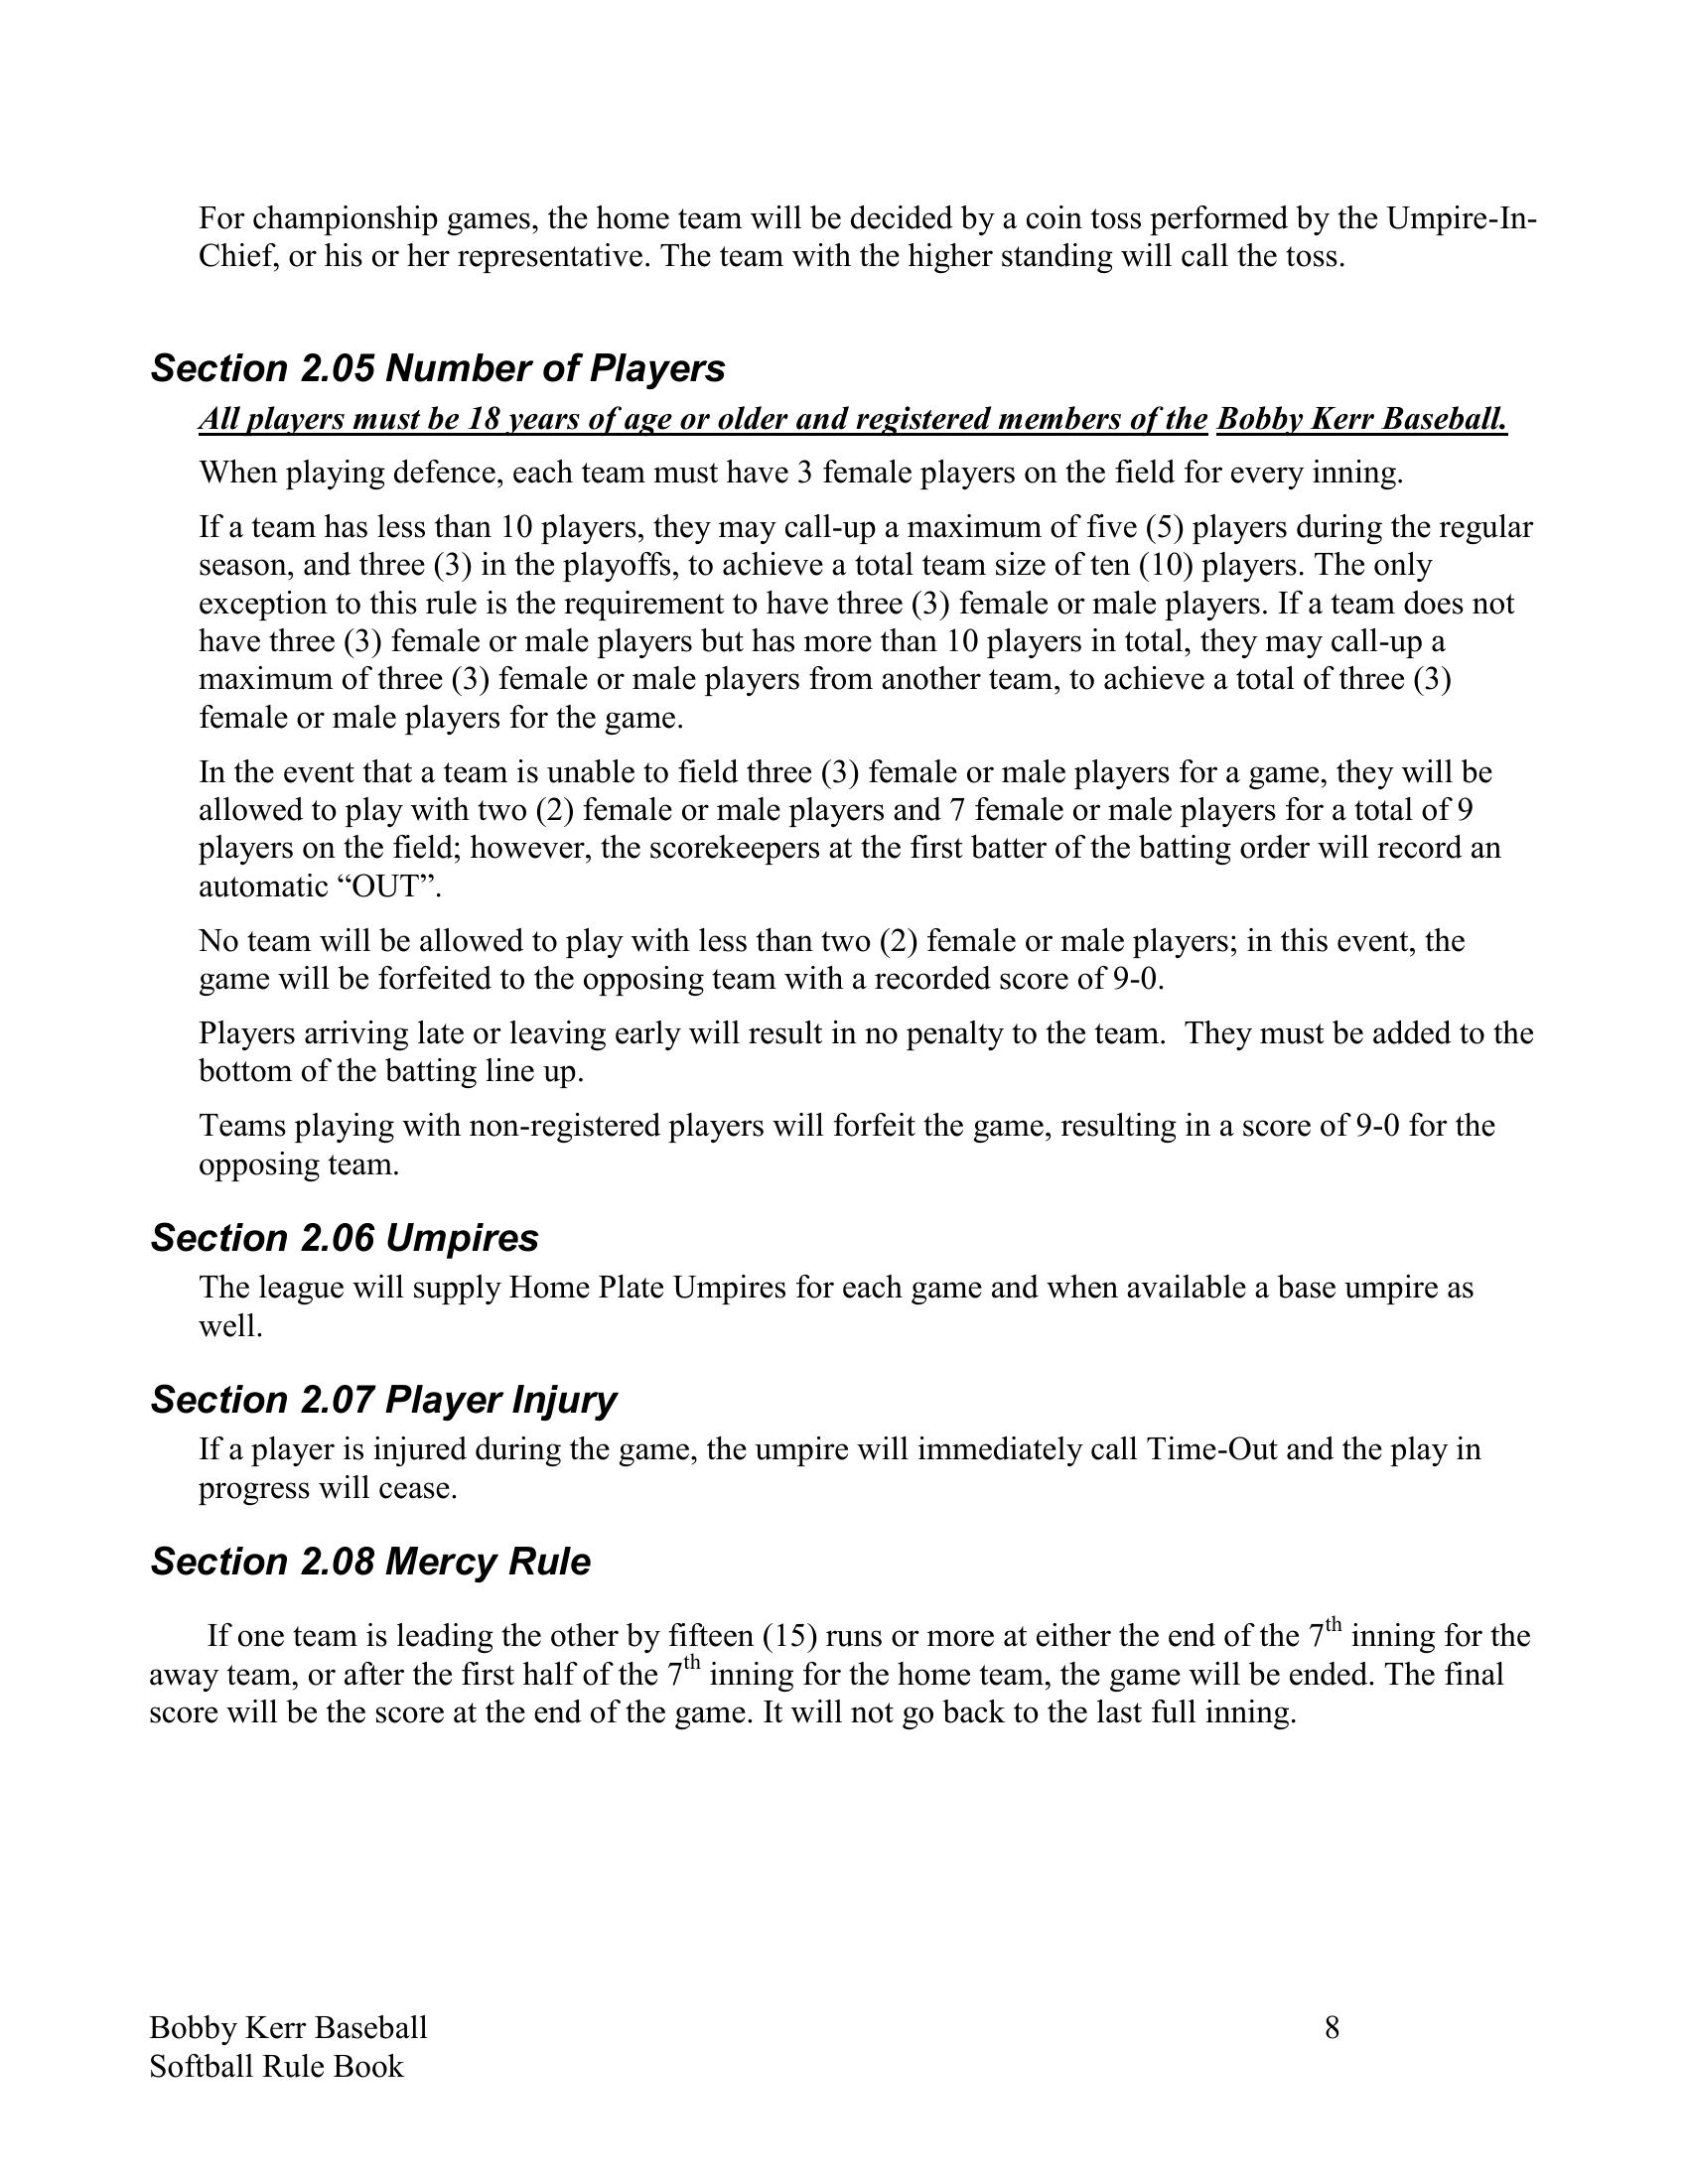 For championship games, the home team will be decided by a coin toss performed by the Umpire-In-
Chief, or his or her representative. The team with the higher standing will call the toss.
Section 2.05 Number of Players
All players must be 18 years of age or older and registered members of the Bobby Kerr Baseball.
When playing defence, each team must have 3 female players on the field for every inning.
If a team has less than 10 players, they may call-up a maximum of five (5) players during the regular
season, and three (3) in the playoffs, to achieve a total team size of ten (10) players. The only
exception to this rule is the requirement to have three (3) female or male players. If a team does not
have three (3) female or male players but has more than 10 players in total, they may call-up a
maximum of three (3) female or male players from another team, to achieve a total of three (3)
female or male players for the game.
In the event that a team is unable to field three (3) female or male players for a game, they will be
allowed to play with two (2) female or male players and 7 female or male players for a total of 9
players on the field; however, the scorekeepers at the first batter of the batting order will record an
automatic “OUT”.
No team will be allowed to play with less than two (2) female or male players; in this event, the
game will be forfeited to the opposing team with a recorded score of 9-0.
Players arriving late or leaving early will result in no penalty to the team.  They must be added to the
bottom of the batting line up.
Teams playing with non-registered players will forfeit the game, resulting in a score of 9-0 for the
opposing team.
Section 2.06 Umpires
The league will supply Home Plate Umpires for each game and when available a base umpire as
well.
Section 2.07 Player Injury
If a player is injured during the game, the umpire will immediately call Time-Out and the play in
progress will cease.
Section 2.08 Mercy Rule
If one team is leading the other by fifteen (15) runs or more at either the end of the 7th inning for the
away team, or after the first half of the 7th inning for the home team, the game will be ended. The final
score will be the score at the end of the game. It will not go back to the last full inning.
Bobby Kerr Baseball 8
Softball Rule Book